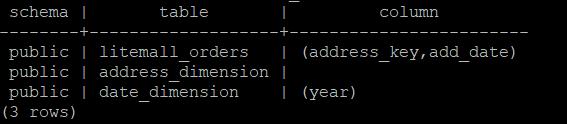 schema | table | column
--------+-------------------+------------------------
public | litemall_orders | (address_key,add_date)
public | address_dimension |
public | date_dimension | (year)
(3 rows)